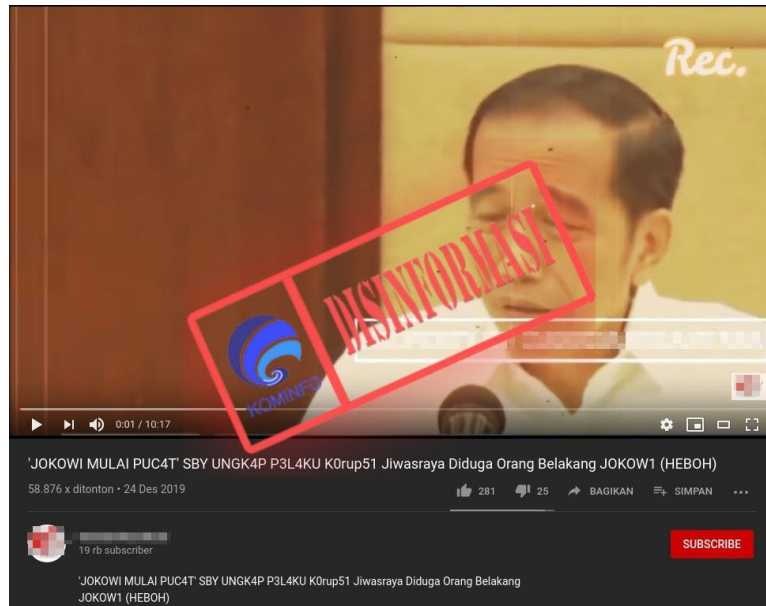 Rec.
DISINFORMASI
KOMINFO
0:01 / 10:17
'JOKOWI MULAI PUC4T' SBY UNGK4P P3L4KU K0rup51 Jiwasraya Diduga Orang Belakang JOKOW1 (HEBOH)
58.876 x ditonton • 24 Des 2019
281 25 BAGIKAN SIMPAN
19 rb subscriber
SUBSCRIBE
'JOKOWI MULAI PUC4T' SBY UNGK4P P3L4KU K0rup51 Jiwasraya Diduga Orang Belakang
JOKOW1 (HEBOH)